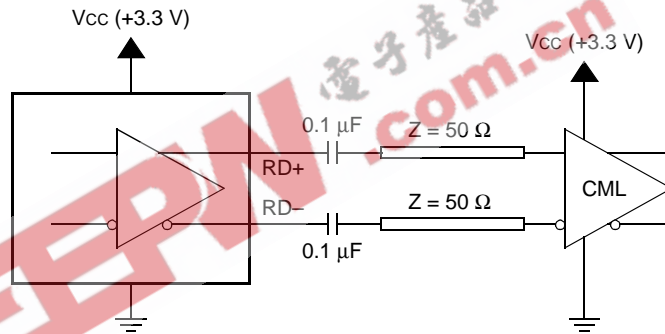 Vcc (+3.3 V)
電子產品
.com.cn
Vcc (+3.3 V)
EEPW
0.1 µF
Z = 50 Ω
RD+
CML
RD–
Z = 50 Ω
0.1 µF